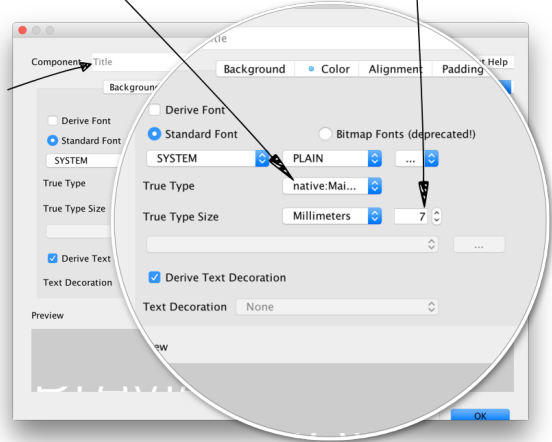 Component Title
Background
Derive Font
Standard Font
SYSTEM
True Type
True Type Size
Derive Text
Text Decoration
Preview
OK
Help
Background Color Alignment Padding
Derive Font
Standard Font Bitmap Fonts (deprecated!)
SYSTEM PLAIN ...
True Type native:Mai...
True Type Size Millimeters 7
...
Derive Text Decoration
Text Decoration None